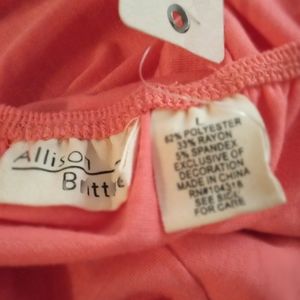 Allison
Brittney
L
62% POLYESTER
33% RAYON
5% SPANDEX
EXCLUSIVE OF
DECORATION
MADE IN CHINA
RN#104318
SEE SIDE
FOR CARE